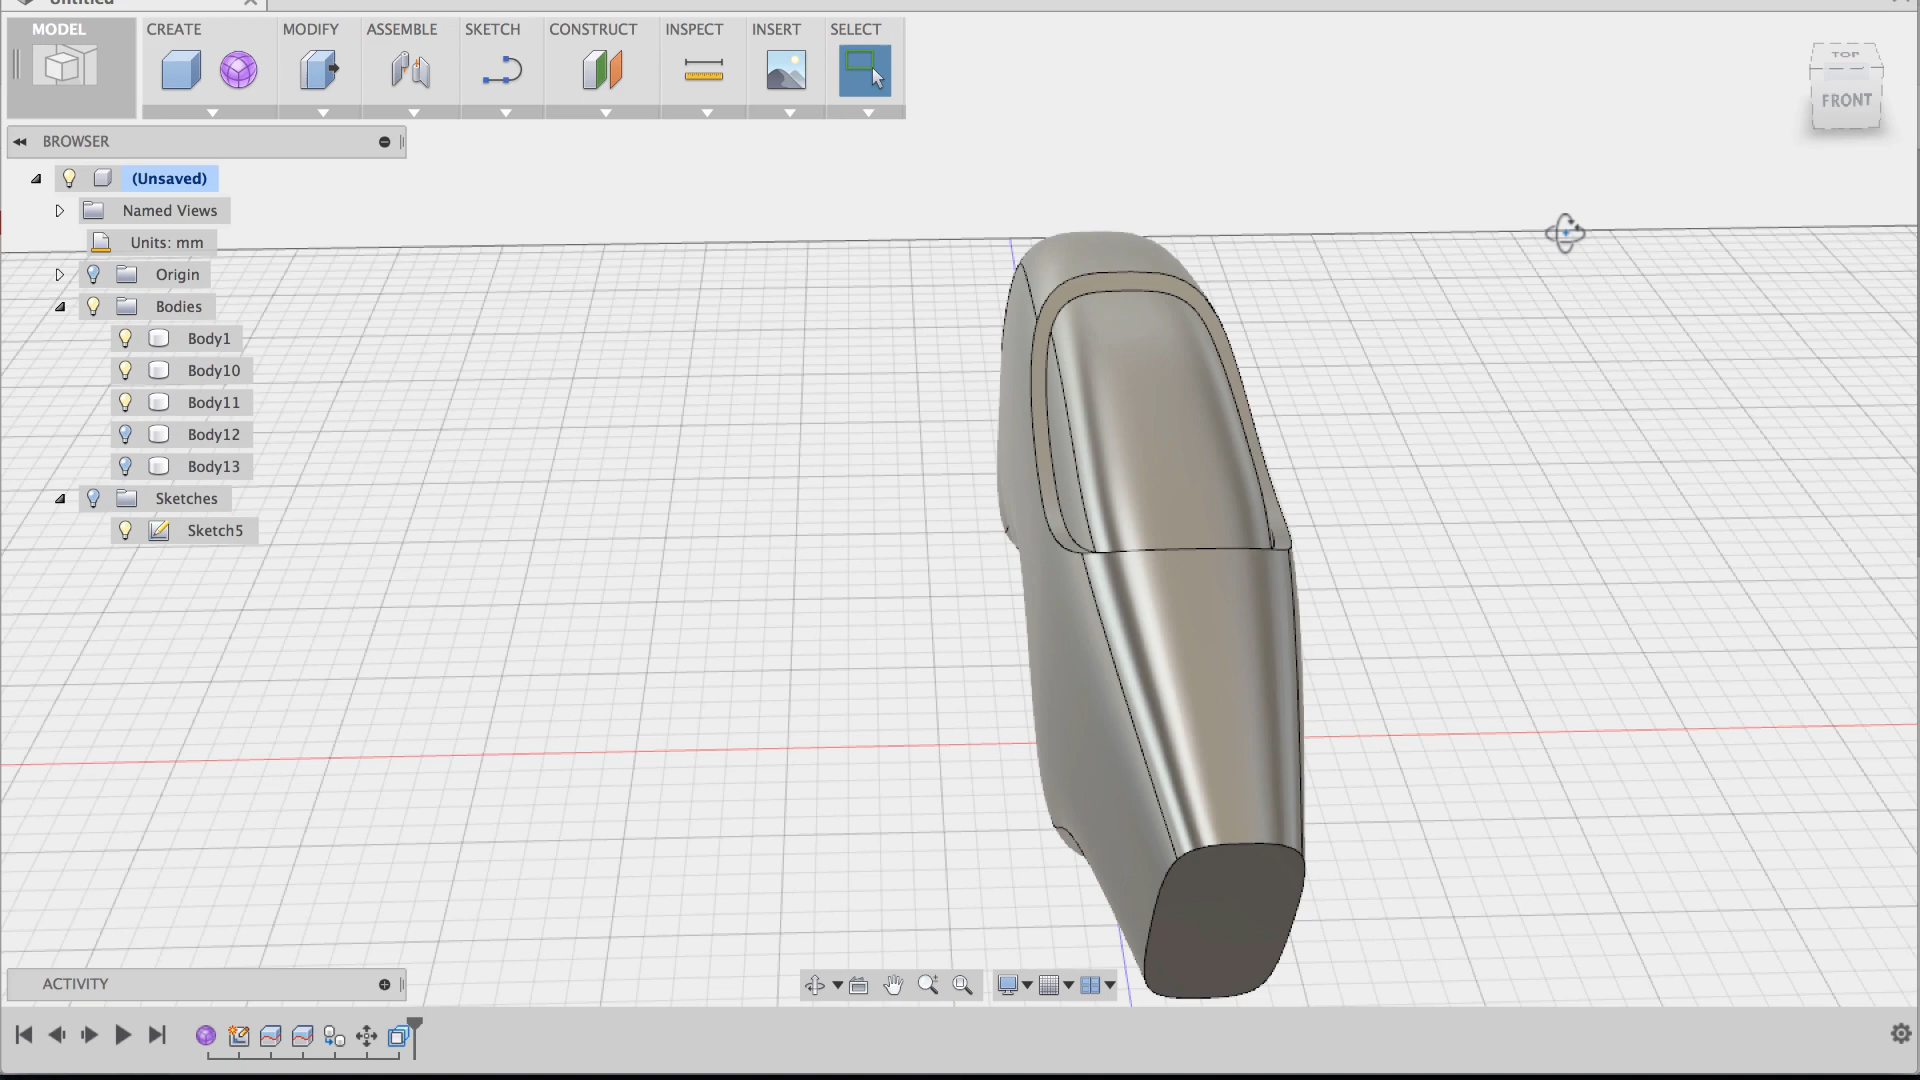 Untitled
MODEL
CREATE
MODIFY
ASSEMBLE
SKETCH
CONSTRUCT
INSPECT
INSERT
SELECT
TOP
FRONT
BROWSER
(Unsaved)
Named Views
Units: mm
Origin
Bodies
Body1
Body10
Body11
Body12
Body13
Sketches
Sketch5
ACTIVITY